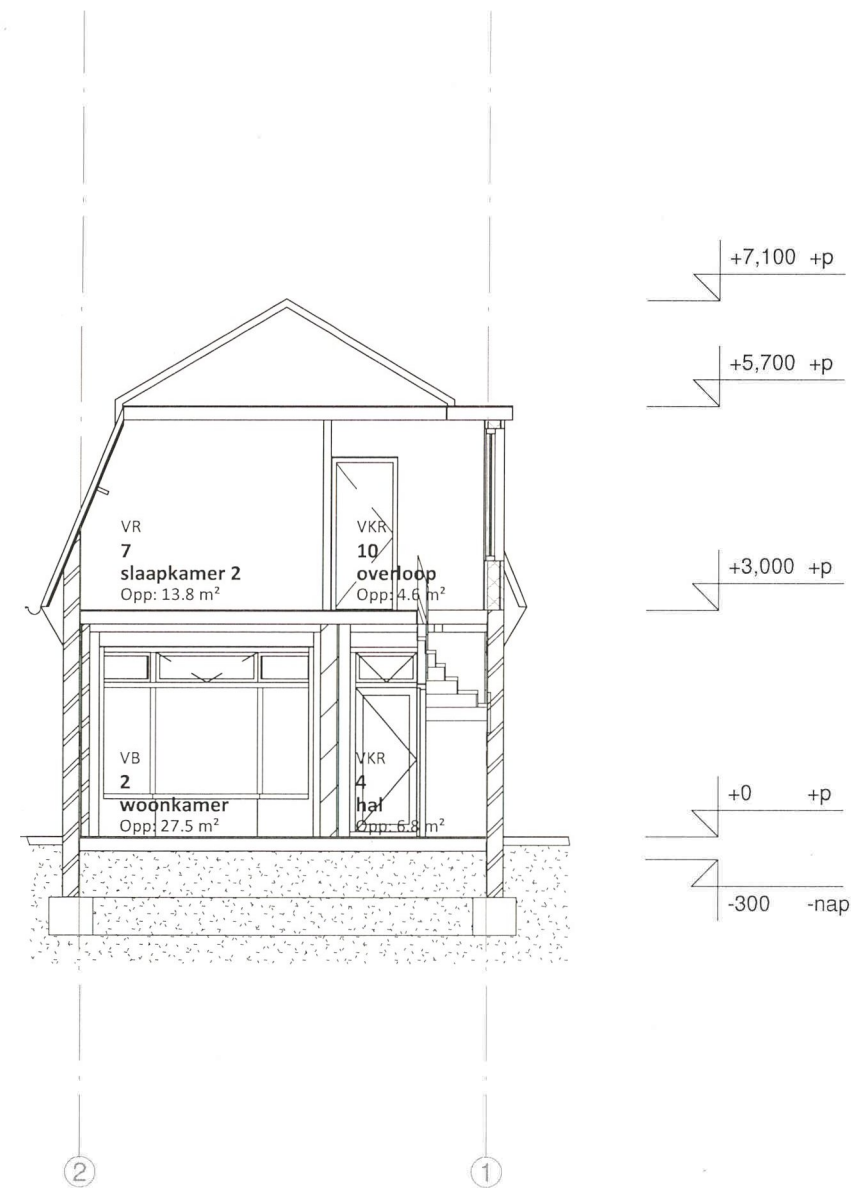 +7,100 +p
+5,700 +p
VR
7
slaapkamer 2
Opp: 13.8 m²
VKR
10
overloop
Opp: 4.6 m²
+3,000 +p
VB
2
woonkamer
Opp: 27.5 m²
VKR
4
hal
Opp: 6.8 m²
+0 +p
-300 -nap
2
1